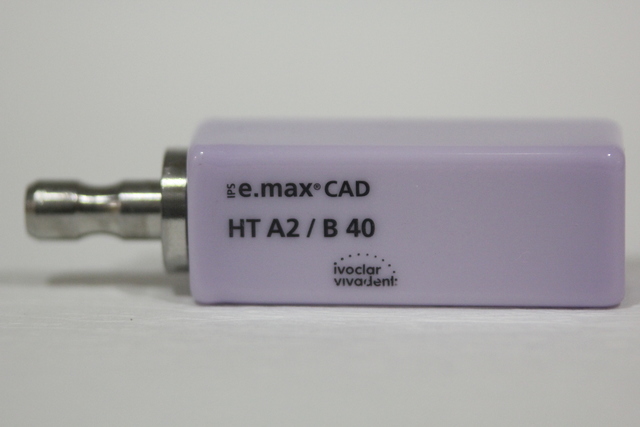 IPS e.max® CAD
HT A2 / B 40
ivoclar
vivadent: